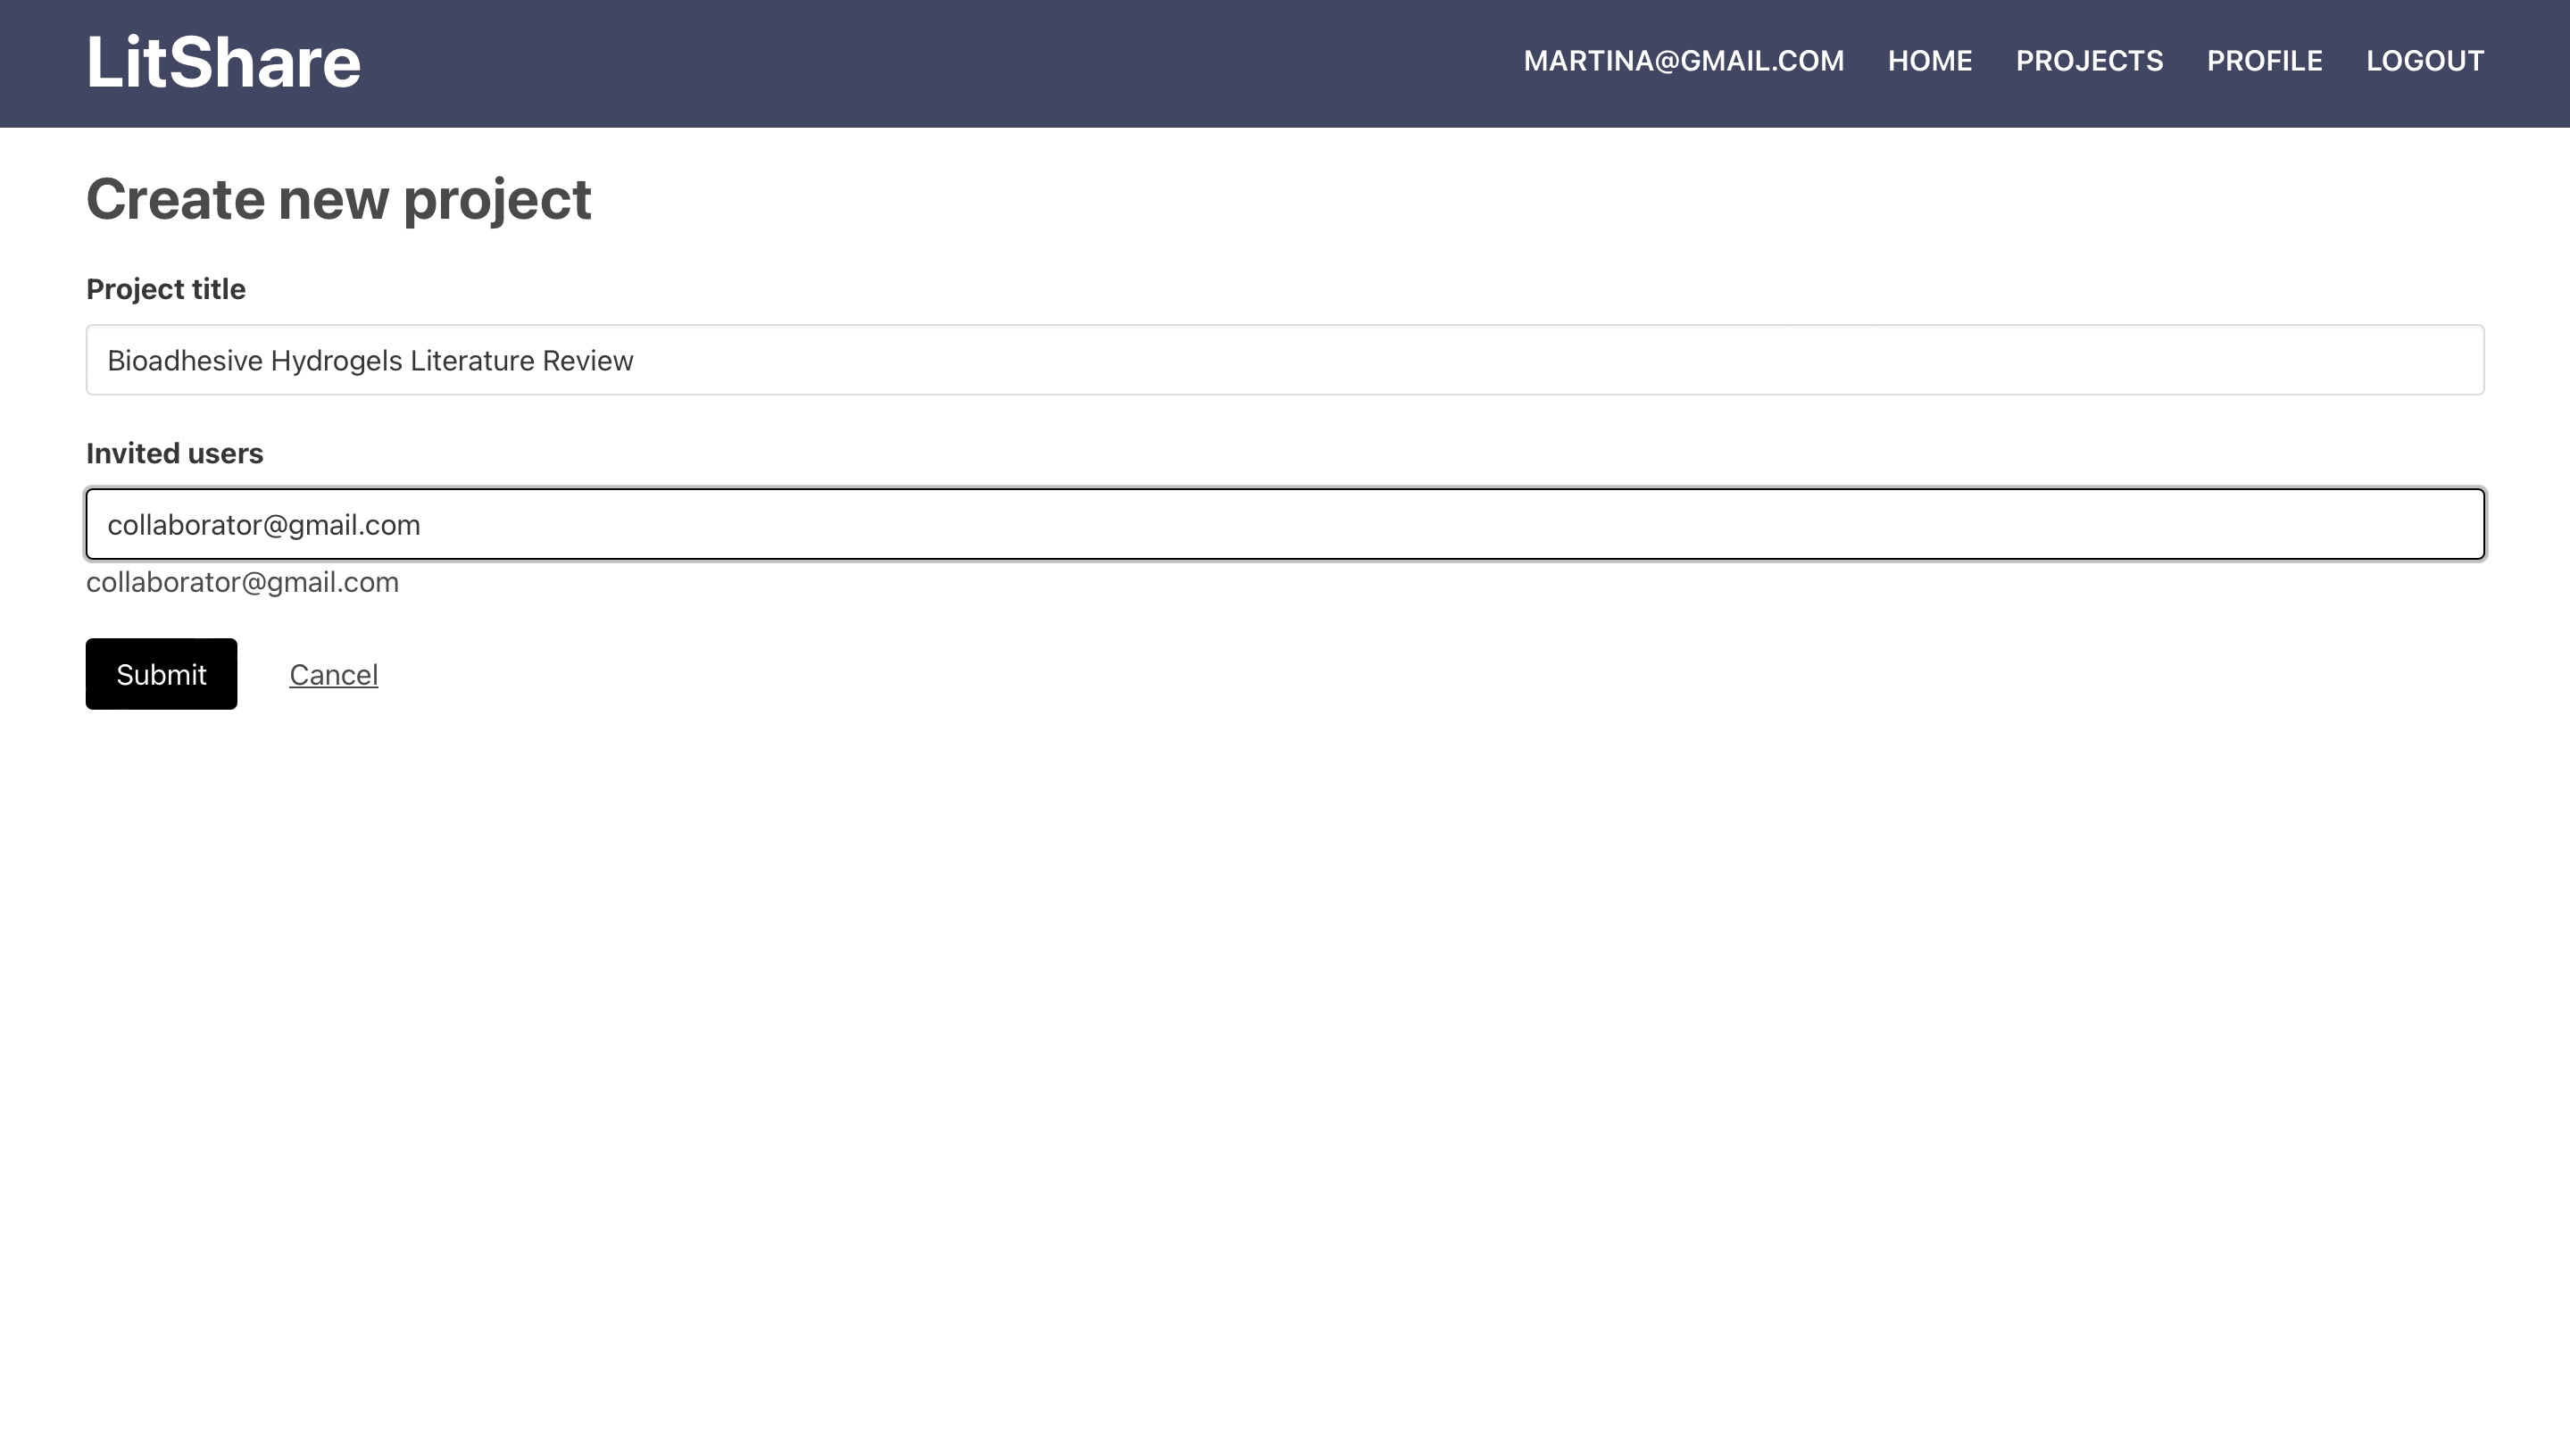 LitShare
MARTINA@GMAIL.COM HOME PROJECTS PROFILE LOGOUT
Create new project
Project title
Bioadhesive Hydrogels Literature Review
Invited users
collaborator@gmail.com
collaborator@gmail.com
Submit Cancel